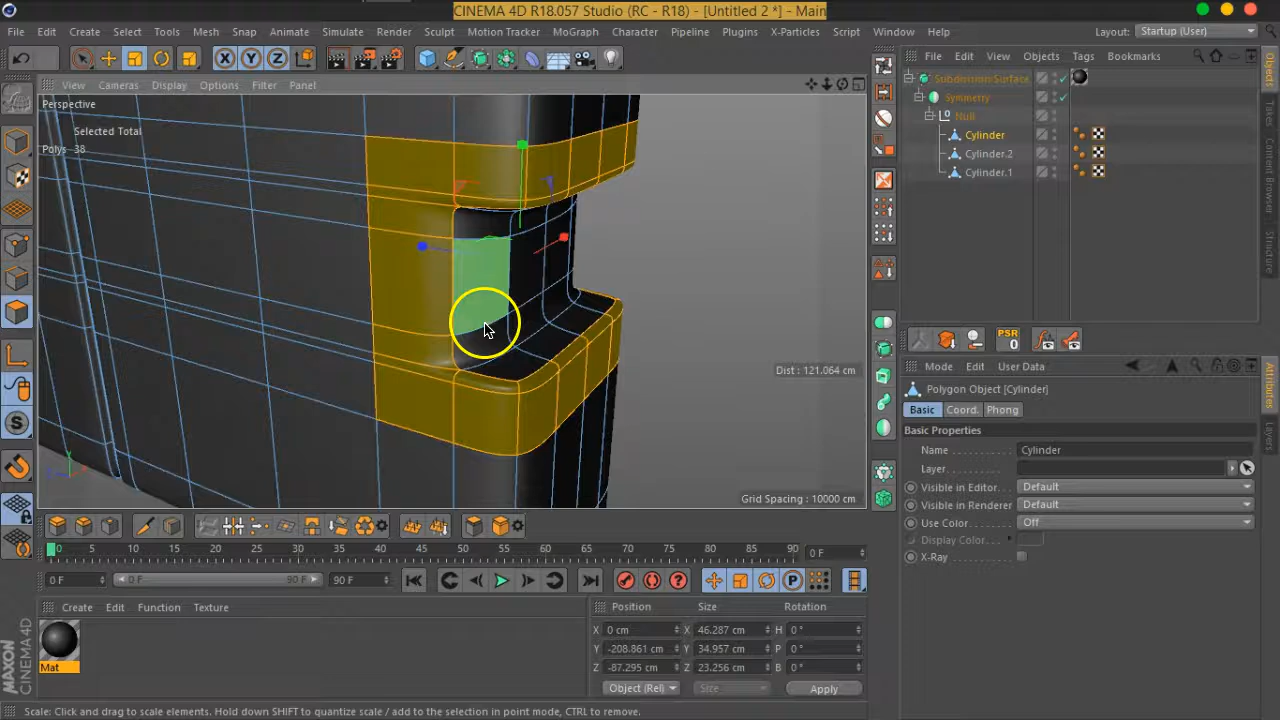 CINEMA 4D R18.057 Studio (RC - R18) - [Untitled 2 *] - Main
File Edit Create Select Tools Mesh Snap Animate Simulate Render Sculpt Motion Tracker MoGraph Character Pipeline Plugins X-Particles Script Window Help Layout: Startup (User)
X Y Z
File Edit View Objects Tags Bookmarks
View Cameras Display Options Filter Panel
Perspective
Selected Total
Polys 38
Subdivision Surface
Symmetry
Null
Cylinder
Cylinder.2
Cylinder.1
Dist : 121.064 cm
Grid Spacing : 10000 cm
Objects
Takes
Content Browser
Structure
PSR
0
Mode Edit User Data
Polygon Object [Cylinder]
Basic Coord. Phong
Basic Properties
Name Cylinder
Layer
Visible in Editor Default
Visible in Renderer Default
Use Color Off
Display Color
X-Ray
Attributes
Layers
0 5 10 15 20 25 30 35 40 45 50 55 60 65 70 75 80 85 90 0 F
0 F 0 F 90 F 90 F
P
Create Edit Function Texture
Mat
Position Size Rotation
X 0 cm X 46.287 cm H 0 °
Y -208.861 cm Y 34.957 cm P 0 °
Z -87.295 cm Z 23.256 cm B 0 °
Object (Rel) Size Apply
MAXON CINEMA 4D
Scale: Click and drag to scale elements. Hold down SHIFT to quantize scale / add to the selection in point mode, CTRL to remove.